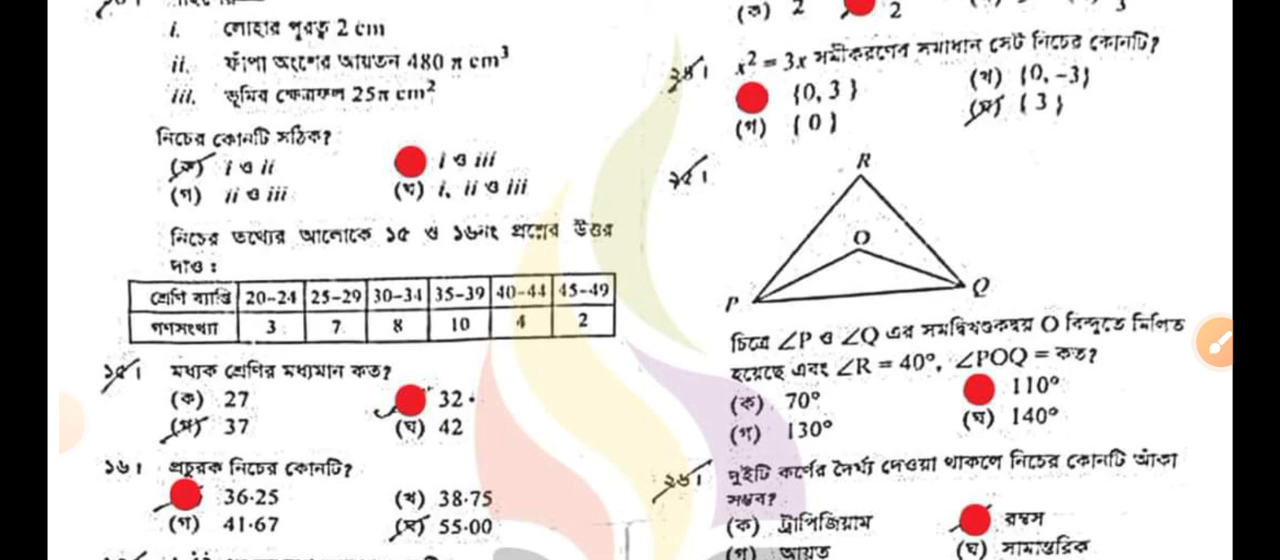 i. লোহার পুরত্ব 2 cm
ii. ফাঁপা অংশের আয়তন 480 π cm³
iii. ভূমির ক্ষেত্রফল 25π cm²
নিচের কোনটি সঠিক?
(ক) i ও ii
i ও iii
(গ) ii ও iii
(ঘ) i, ii ও iii
নিচের তথ্যের আলোকে ১৫ ও ১৬নং প্রশ্নের উত্তর
দাও :
শ্রেণি ব্যাপ্তি 20–24 25–29 30–34 35–39 40–44 45–49
গণসংখ্যা 3 7 8 10 4 2
১৫। মধ্যক শ্রেণির মধ্যমান কত?
(ক) 27
32
(গ) 37
(ঘ) 42
১৬। প্রচুরক নিচের কোনটি?
36·25
(খ) 38·75
(গ) 41·67
(ঘ) 55·00
(ক) 2
2
3
২৪। x² = 3x সমীকরণের সমাধান সেট নিচের কোনটি?
{0, 3}
(খ) {0, –3}
(গ) {0}
(ঘ) {3}
২৫।
R
O
P
Q
চিত্রে ∠P ও ∠Q এর সমদ্বিখণ্ডকদ্বয় O বিন্দুতে মিলিত
হয়েছে এবং ∠R = 40°, ∠POQ = কত?
(ক) 70°
110°
(গ) 130°
(ঘ) 140°
২৬। দুইটি কর্ণের দৈর্ঘ্য দেওয়া থাকলে নিচের কোনটি আঁকা
সম্ভব?
(ক) ট্রাপিজিয়াম
রম্বস
(গ) আয়ত
(ঘ) সামান্তরিক